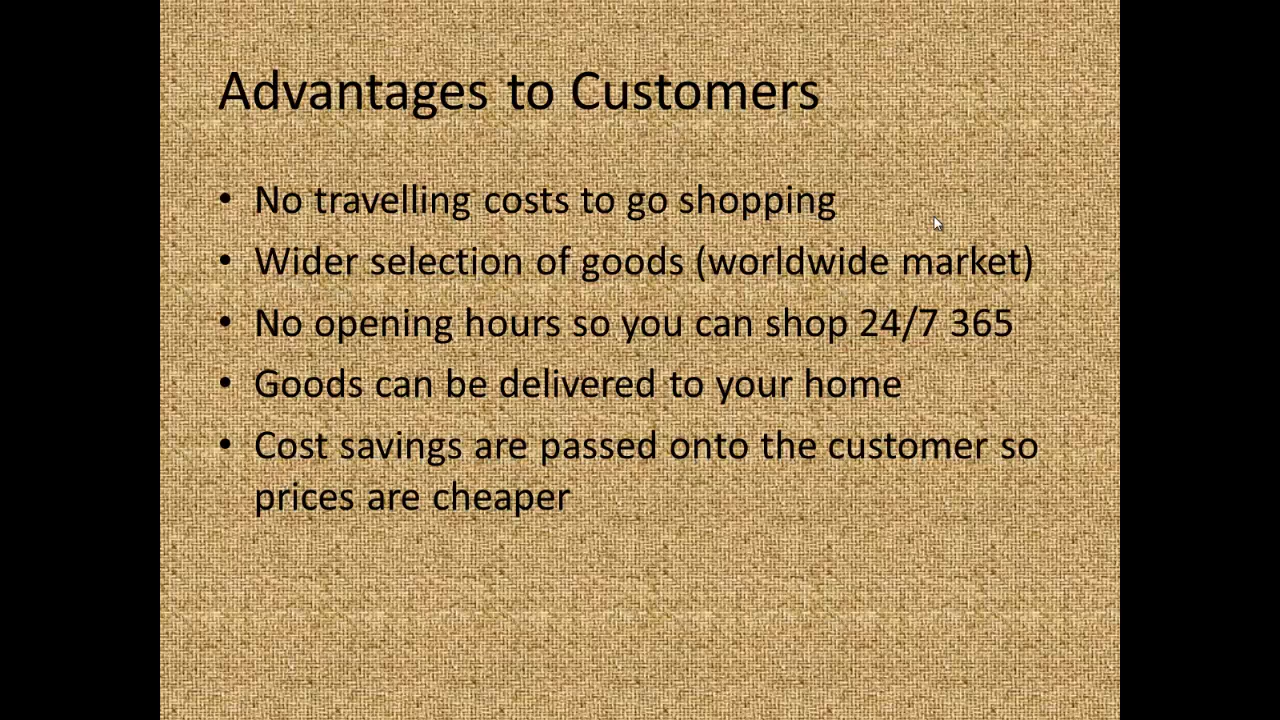 Advantages to Customers
• No travelling costs to go shopping
• Wider selection of goods (worldwide market)
• No opening hours so you can shop 24/7 365
• Goods can be delivered to your home
• Cost savings are passed onto the customer so
prices are cheaper